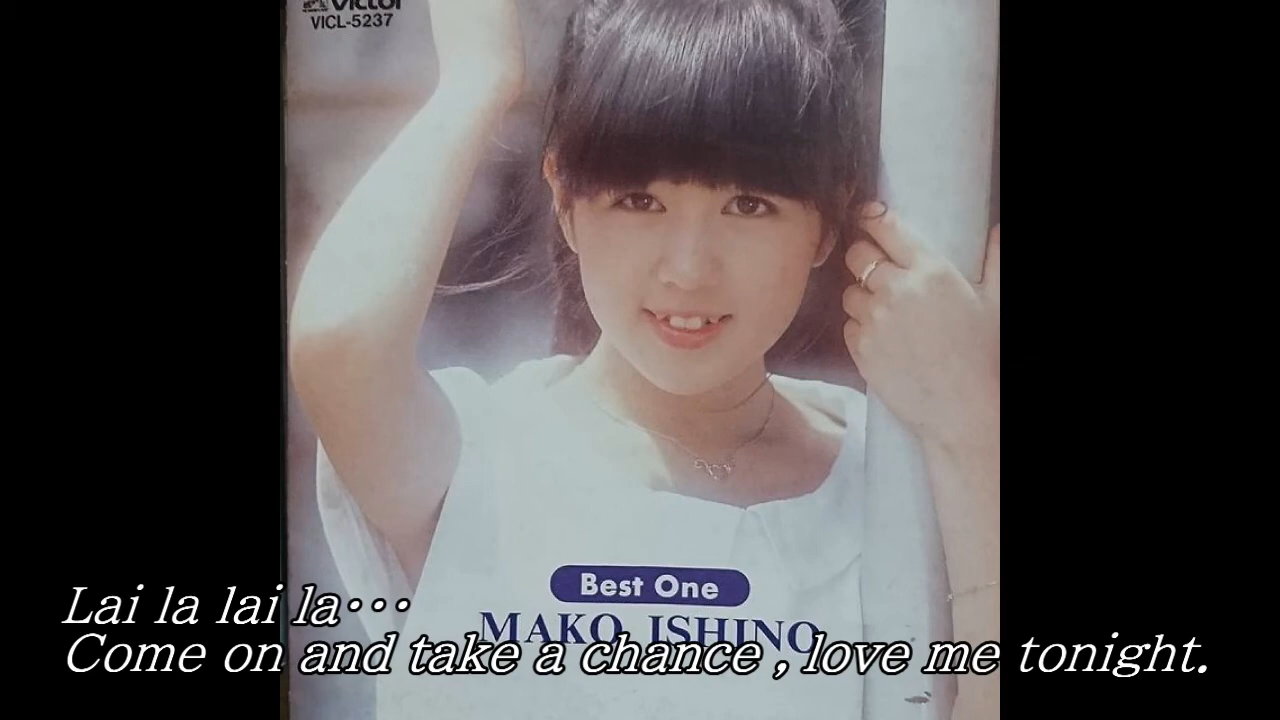 Victor
VICL-5237
Best One
MAKO ISHINO
Lai la lai la･･･
Come on and take a chance , love me tonight.